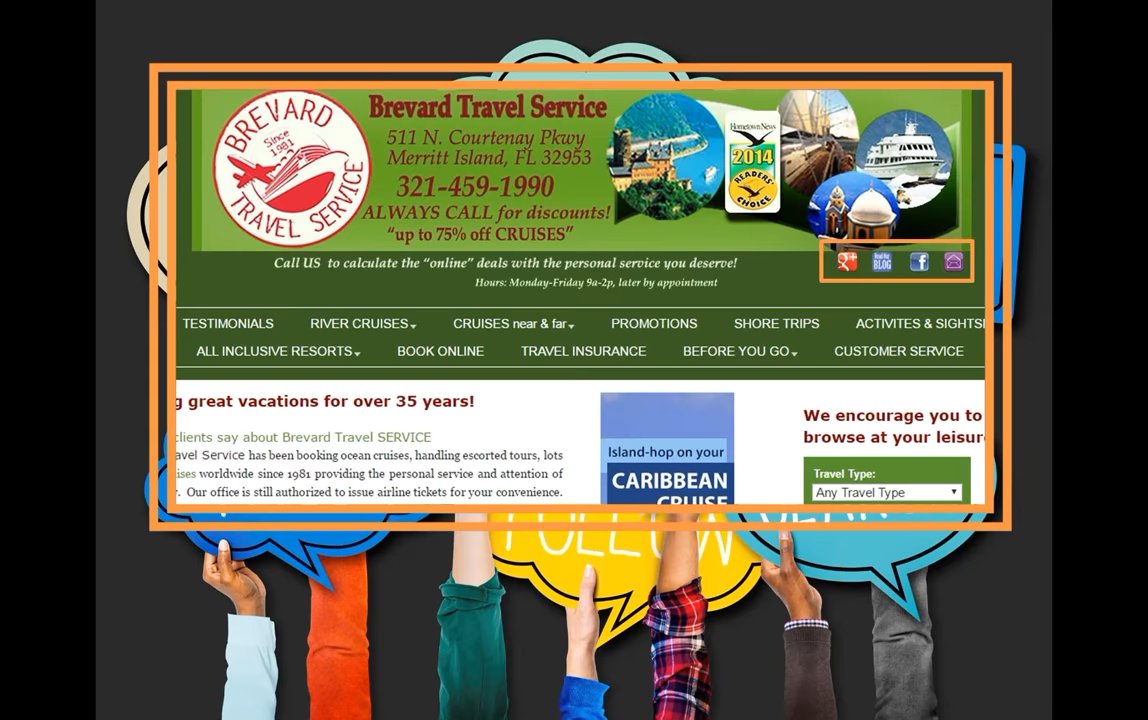 BREVARD
Since
1981
TRAVEL SERVICE
Brevard Travel Service
511 N. Courtenay Pkwy
Merritt Island, FL 32953
321-459-1990
ALWAYS CALL for discounts!
"up to 75% off CRUISES"
HometownNews
2014
READERS'
CHOICE
Call US to calculate the "online" deals with the personal service you deserve!
Hours: Monday-Friday 9a-2p, later by appointment
Read Our
BLOG
TESTIMONIALS RIVER CRUISES CRUISES near & far PROMOTIONS SHORE TRIPS ACTIVITES & SIGHTSI
ALL INCLUSIVE RESORTS BOOK ONLINE TRAVEL INSURANCE BEFORE YOU GO CUSTOMER SERVICE
g great vacations for over 35 years!
clients say about Brevard Travel SERVICE
avel Service has been booking ocean cruises, handling escorted tours, lots
ises worldwide since 1981 providing the personal service and attention of
. Our office is still authorized to issue airline tickets for your convenience.
Island-hop on your
CARIBBEAN
CRUISE
We encourage you to
browse at your leisur
Travel Type:
Any Travel Type
FOLLOW